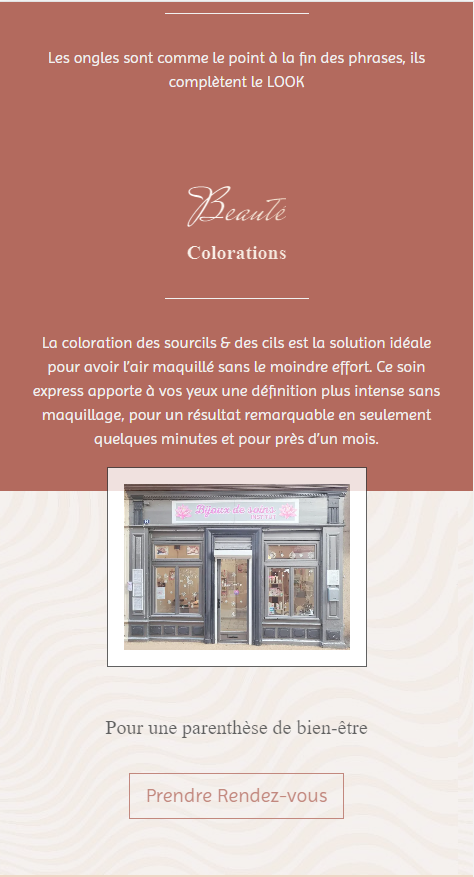 Les ongles sont comme le point à la fin des phrases, ils
complètent le LOOK
Beauté
Colorations
La coloration des sourcils & des cils est la solution idéale
pour avoir l'air maquillé sans le moindre effort. Ce soin
express apporte à vos yeux une définition plus intense sans
maquillage, pour un résultat remarquable en seulement
quelques minutes et pour près d'un mois.
Bijoux de soins
Pour une parenthèse de bien-être
Prendre Rendez-vous